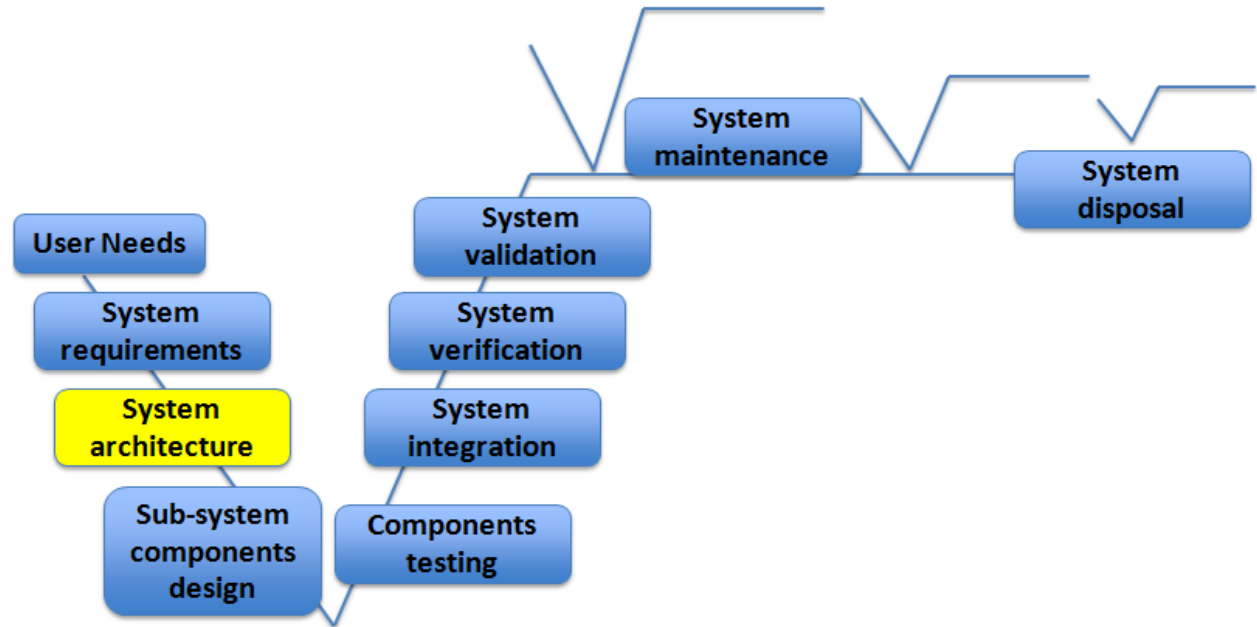 User Needs
System
requirements
System
architecture
Sub-system
components
design
Components
testing
System
integration
System
verification
System
validation
System
maintenance
System
disposal